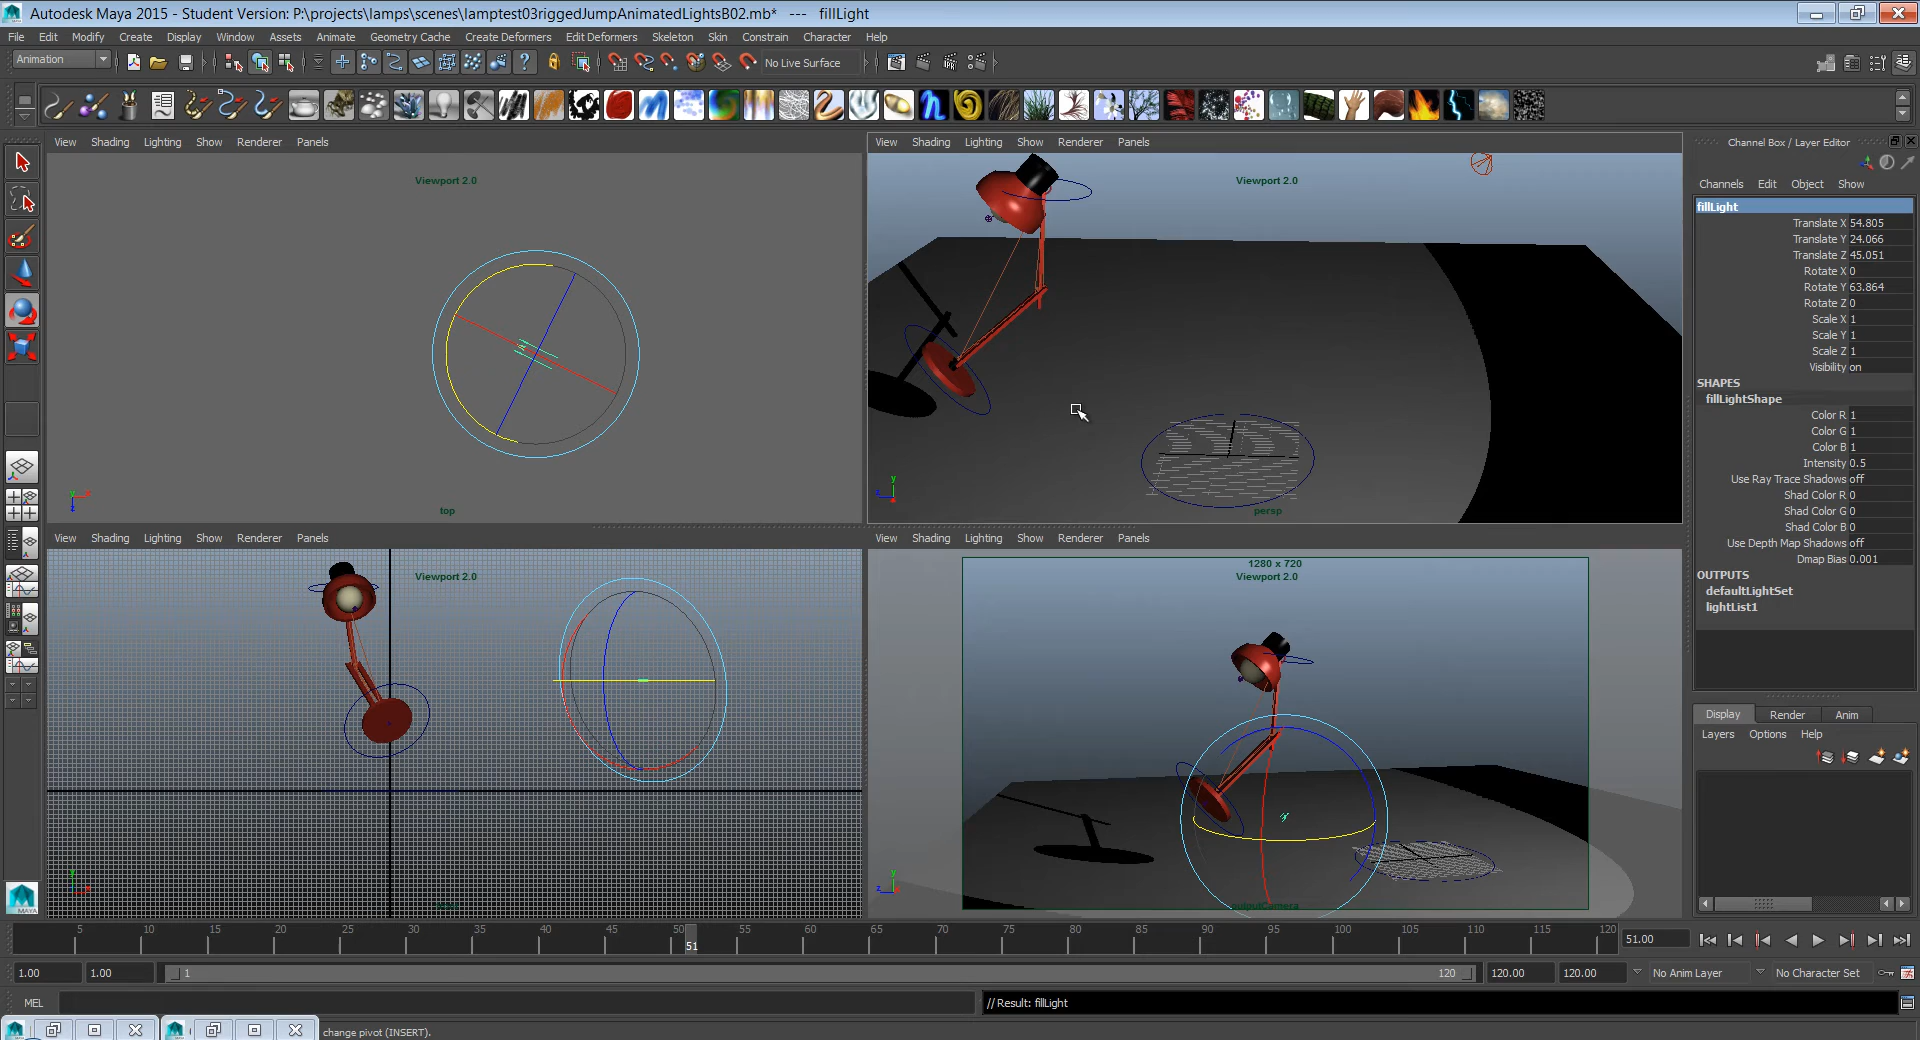 Autodesk Maya 2015 - Student Version: P:\projects\lamps\scenes\lamptest03riggedJumpAnimatedLightsB02.mb* --- fillLight
File Edit Modify Create Display Window Assets Animate Geometry Cache Create Deformers Edit Deformers Skeleton Skin Constrain Character Help
Animation
No Live Surface
View Shading Lighting Show Renderer Panels
View Shading Lighting Show Renderer Panels
Viewport 2.0
Viewport 2.0
top
persp
View Shading Lighting Show Renderer Panels
View Shading Lighting Show Renderer Panels
Viewport 2.0
1280 x 720
Viewport 2.0
outputCamera
Channel Box / Layer Editor
Channels Edit Object Show
fillLight
Translate X 54.805
Translate Y 24.066
Translate Z 45.051
Rotate X 0
Rotate Y 63.864
Rotate Z 0
Scale X 1
Scale Y 1
Scale Z 1
Visibility on
SHAPES
fillLightShape
Color R 1
Color G 1
Color B 1
Intensity 0.5
Use Ray Trace Shadows off
Shad Color R 0
Shad Color G 0
Shad Color B 0
Use Depth Map Shadows off
Dmap Bias 0.001
OUTPUTS
defaultLightSet
lightList1
Display Render Anim
Layers Options Help
5 10 15 20 25 30 35 40 45 50 55 60 65 70 75 80 85 90 95 100 105 110 115 120
51
51.00
1.00 1.00 1 120 120.00 120.00 No Anim Layer No Character Set
MEL // Result: fillLight
change pivot (INSERT).